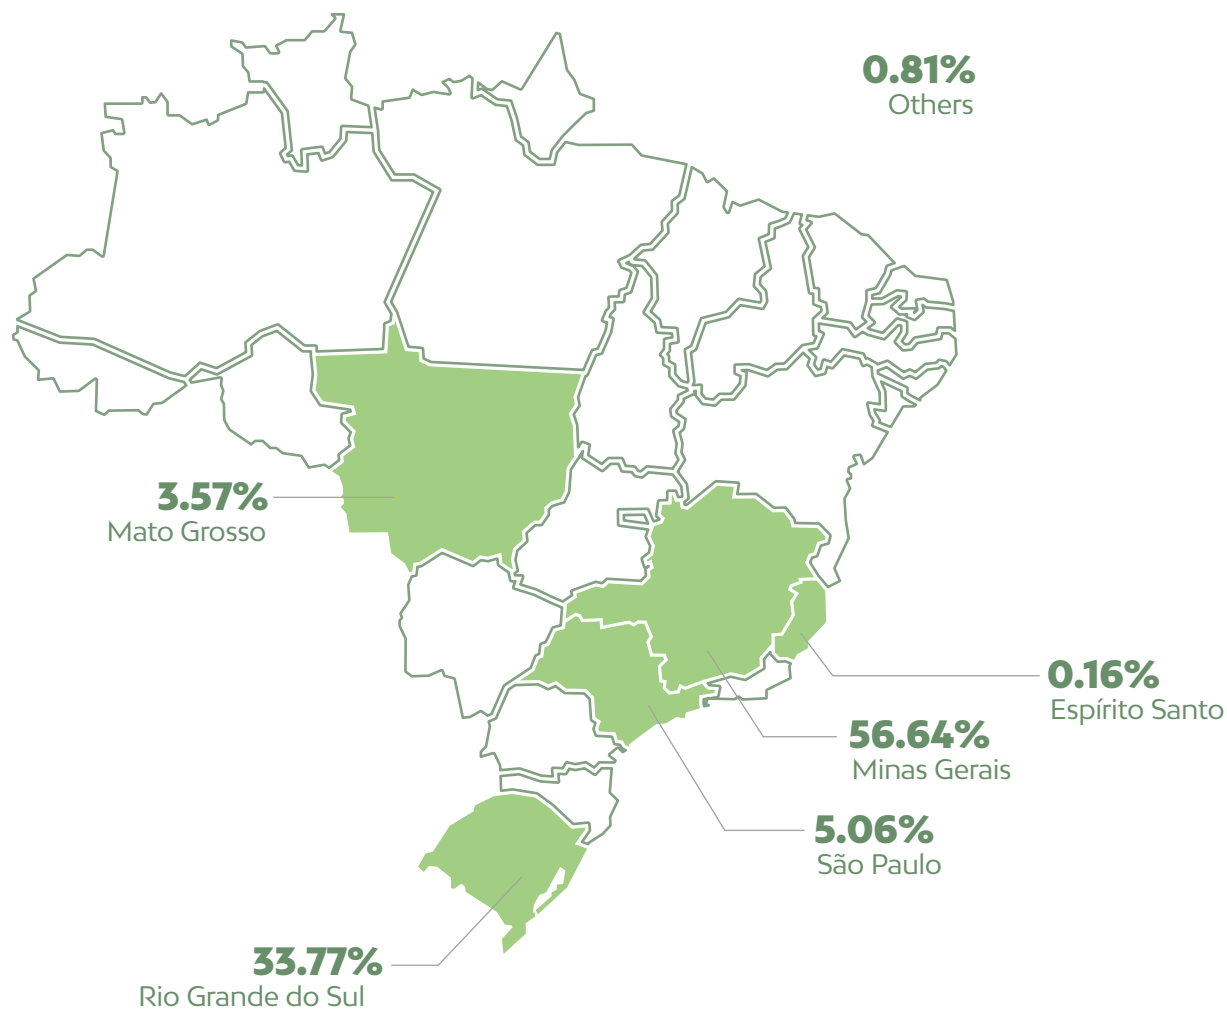 0.81%
Others
3.57%
Mato Grosso
0.16%
Espírito Santo
56.64%
Minas Gerais
5.06%
São Paulo
33.77%
Rio Grande do Sul